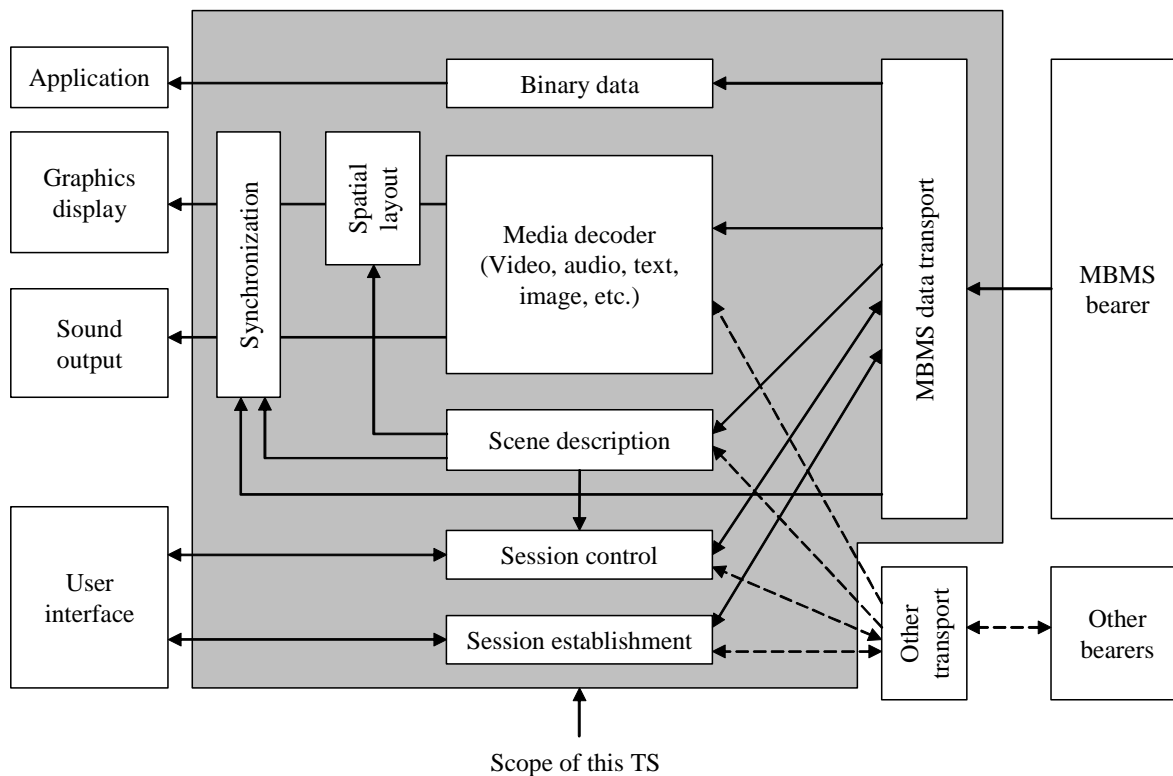 Application
Binary data
Graphics
display
Synchronization
Spatial
layout
Media decoder
(Video, audio, text,
image, etc.)
MBMS data transport
MBMS
bearer
Sound
output
Scene description
User
interface
Session control
Session establishment
Other
transport
Other
bearers
Scope of this TS